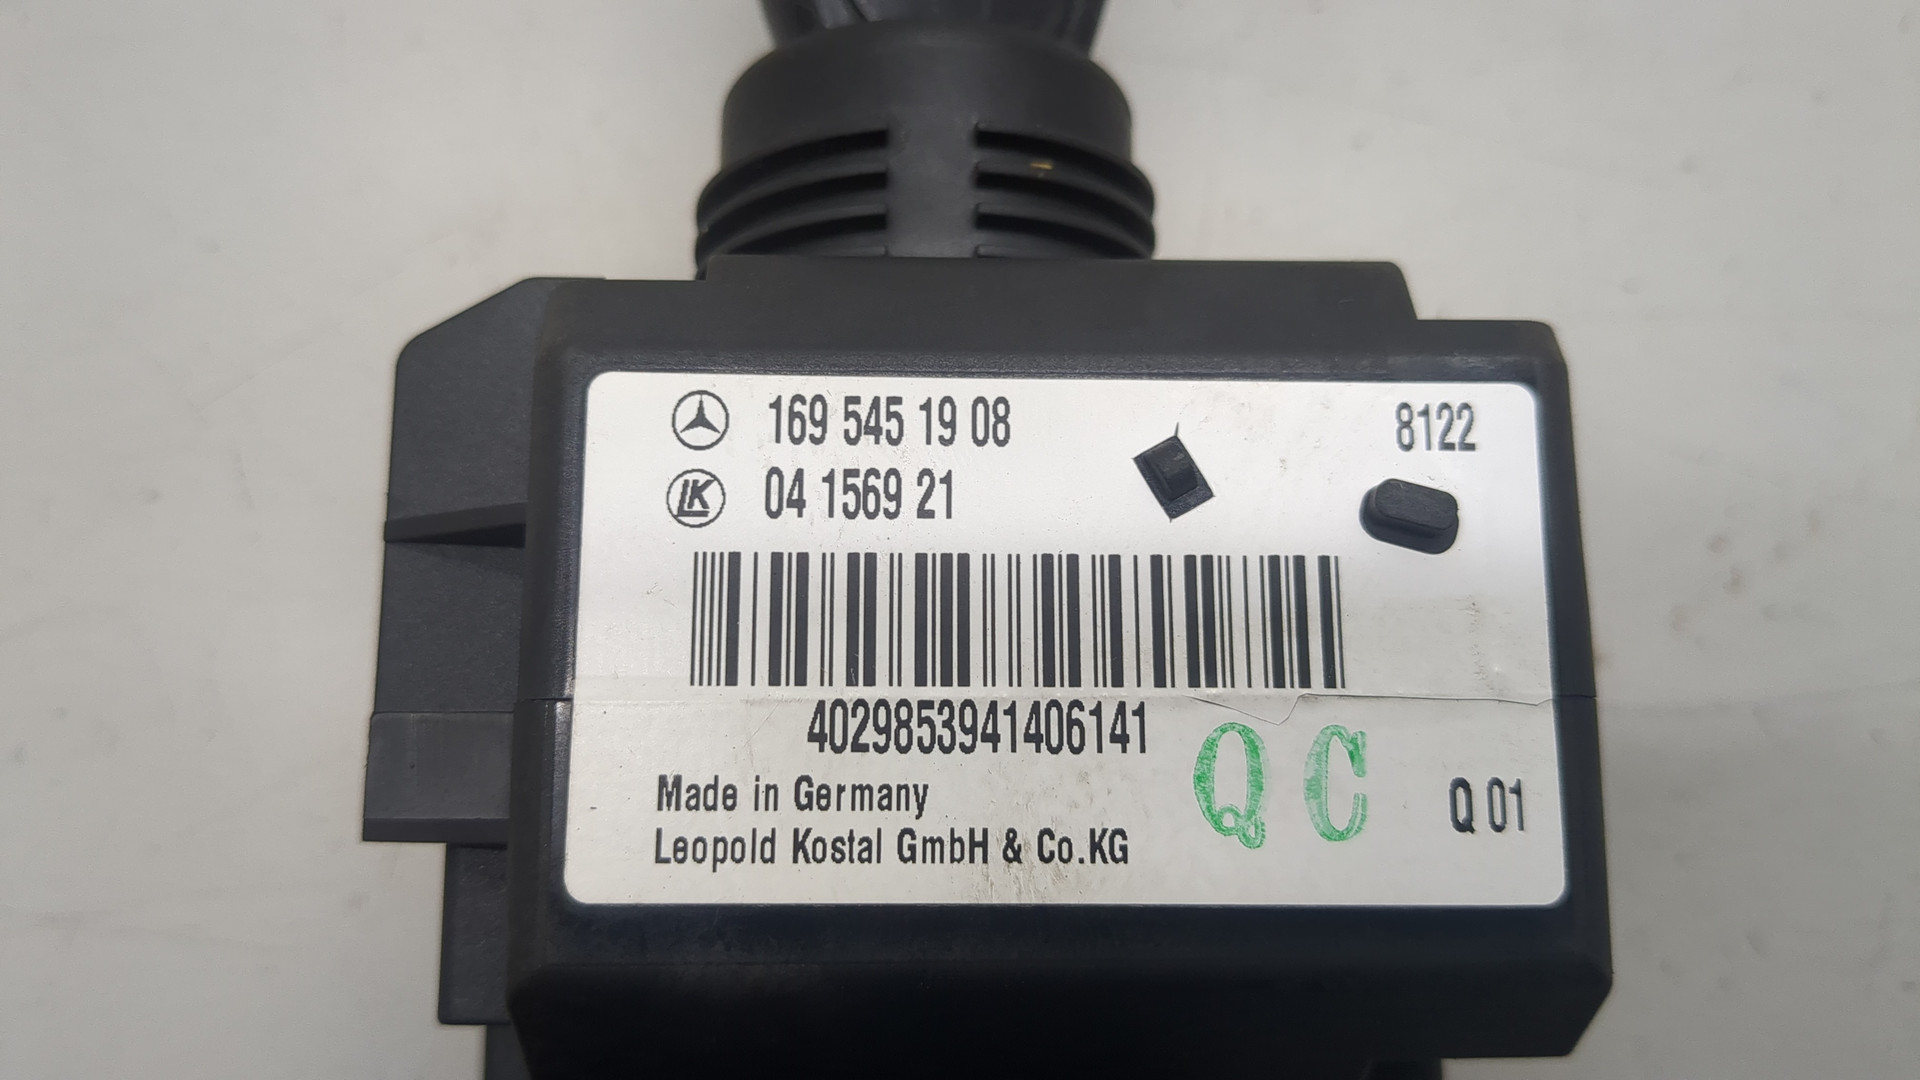 169 545 19 08
8122
LK 04 1569 21
4029853941406141
QC
Made in Germany
Q 01
Leopold Kostal GmbH & Co.KG